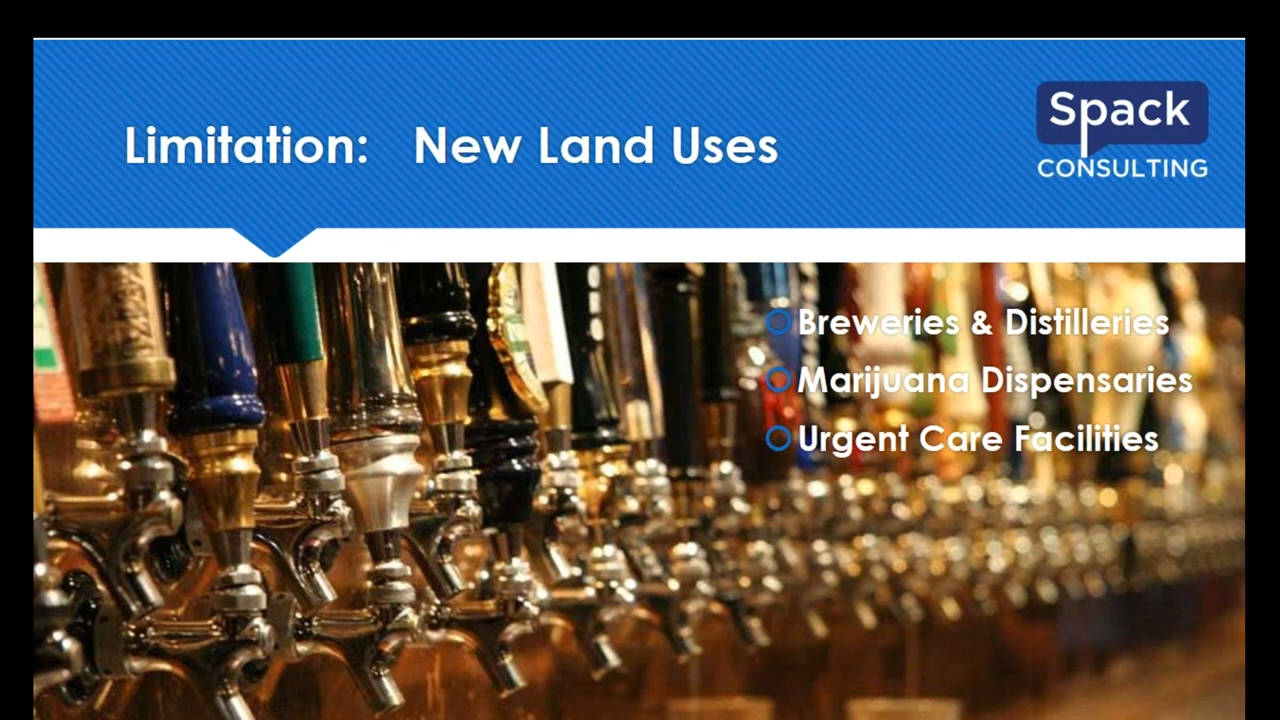 Limitation: New Land Uses
Spack
CONSULTING
Breweries & Distilleries
Marijuana Dispensaries
Urgent Care Facilities